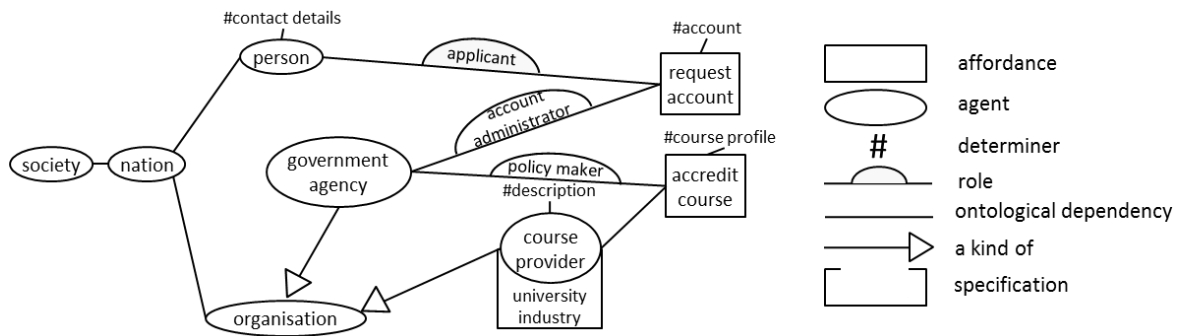 #contact details
person
applicant
#account
request
account
account
administrator
#course profile
society
nation
government
agency
policy maker
#description
accredit
course
course
provider
university
industry
organisation
affordance
agent
#
determiner
role
ontological dependency
a kind of
specification